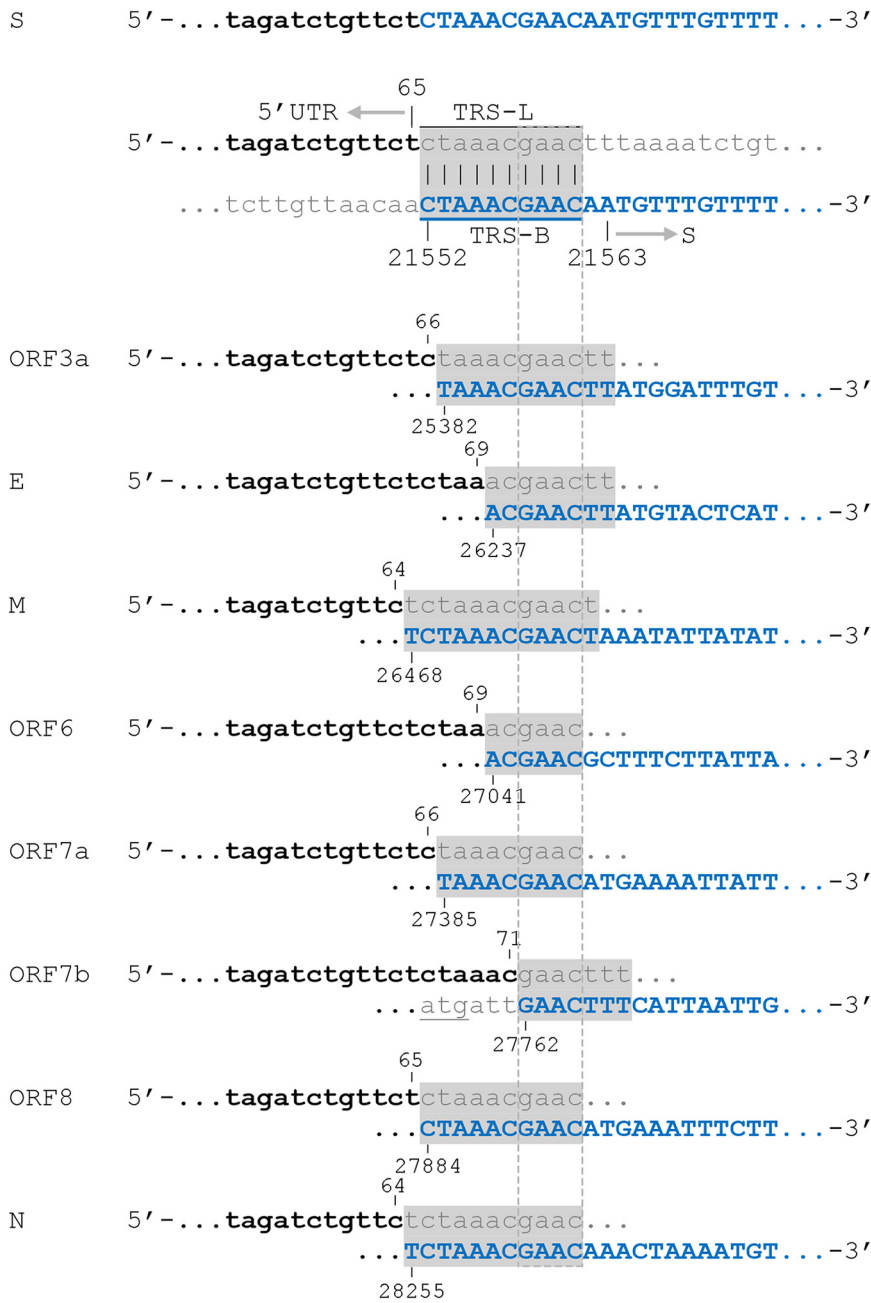 S 5′-...tagatctgttctCTAAACGAACAATGTTTGTTTT...-3′
65
5′UTR TRS-L
5′-...tagatctgttctctaaacgaactttaaaatctgt...
...tcttgttaacaaCTAAACGAACAATGTTTGTTTT...-3′
TRS-B S
21552 21563
66
ORF3a 5′-...tagatctgttctctaaacgaactt...
...TAAACGAACTTATGGATTTGT...-3′
25382
69
E 5′-...tagatctgttctctaaacgaactt...
...ACGAACTTATGTACTCAT...-3′
26237
64
M 5′-...tagatctgttctctaaacgaact...
...TCTAAACGAACTAAATATTATAT...-3′
26468
69
ORF6 5′-...tagatctgttctctaaacgaac...
...ACGAACGCTTTCTTATTA...-3′
27041
66
ORF7a 5′-...tagatctgttctctaaacgaac...
...TAAACGAACATGAAAATTATT...-3′
27385
71
ORF7b 5′-...tagatctgttctctaaacgaacttt...
...atgattGAACTTTCATTAATTG...-3′
27762
65
ORF8 5′-...tagatctgttctctaaacgaac...
...CTAAACGAACATGAAATTTCTT...-3′
27884
64
N 5′-...tagatctgttctctaaacgaac...
...TCTAAACGAACAAACTAAAATGT...-3′
28255